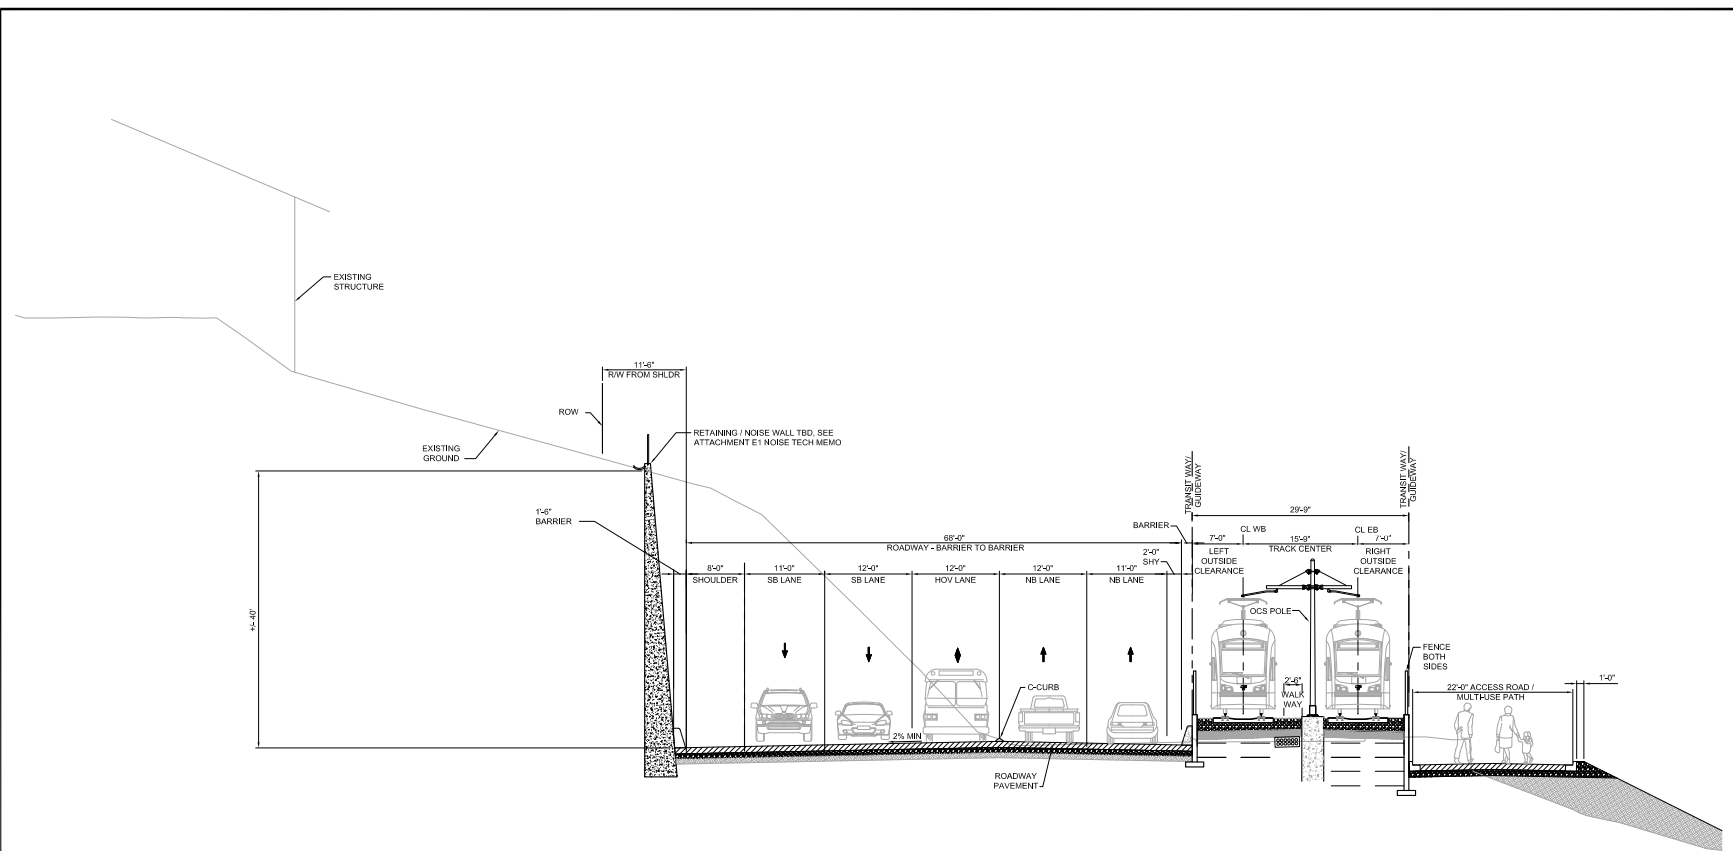 EXISTING
STRUCTURE
11'-6"
R/W FROM SHLDR
ROW
RETAINING / NOISE WALL TBD, SEE
ATTACHMENT E1 NOISE TECH MEMO
EXISTING
GROUND
+/- 40'
1'-6"
BARRIER
68'-0"
ROADWAY - BARRIER TO BARRIER
8'-0"
SHOULDER
11'-0"
SB LANE
12'-0"
SB LANE
12'-0"
HOV LANE
12'-0"
NB LANE
11'-0"
NB LANE
2'-0"
SHY
BARRIER
TRANSIT WAY/
GUIDEWAY
TRANSIT WAY/
GUIDEWAY
29'-9"
CL WB
CL EB
7'-0"
LEFT
OUTSIDE
CLEARANCE
15'-9"
TRACK CENTER
7'-0"
RIGHT
OUTSIDE
CLEARANCE
OCS POLE
2'-6"
WALK
WAY
FENCE
BOTH
SIDES
22'-0" ACCESS ROAD /
MULTI-USE PATH
1'-0"
C-CURB
2% MIN
ROADWAY
PAVEMENT